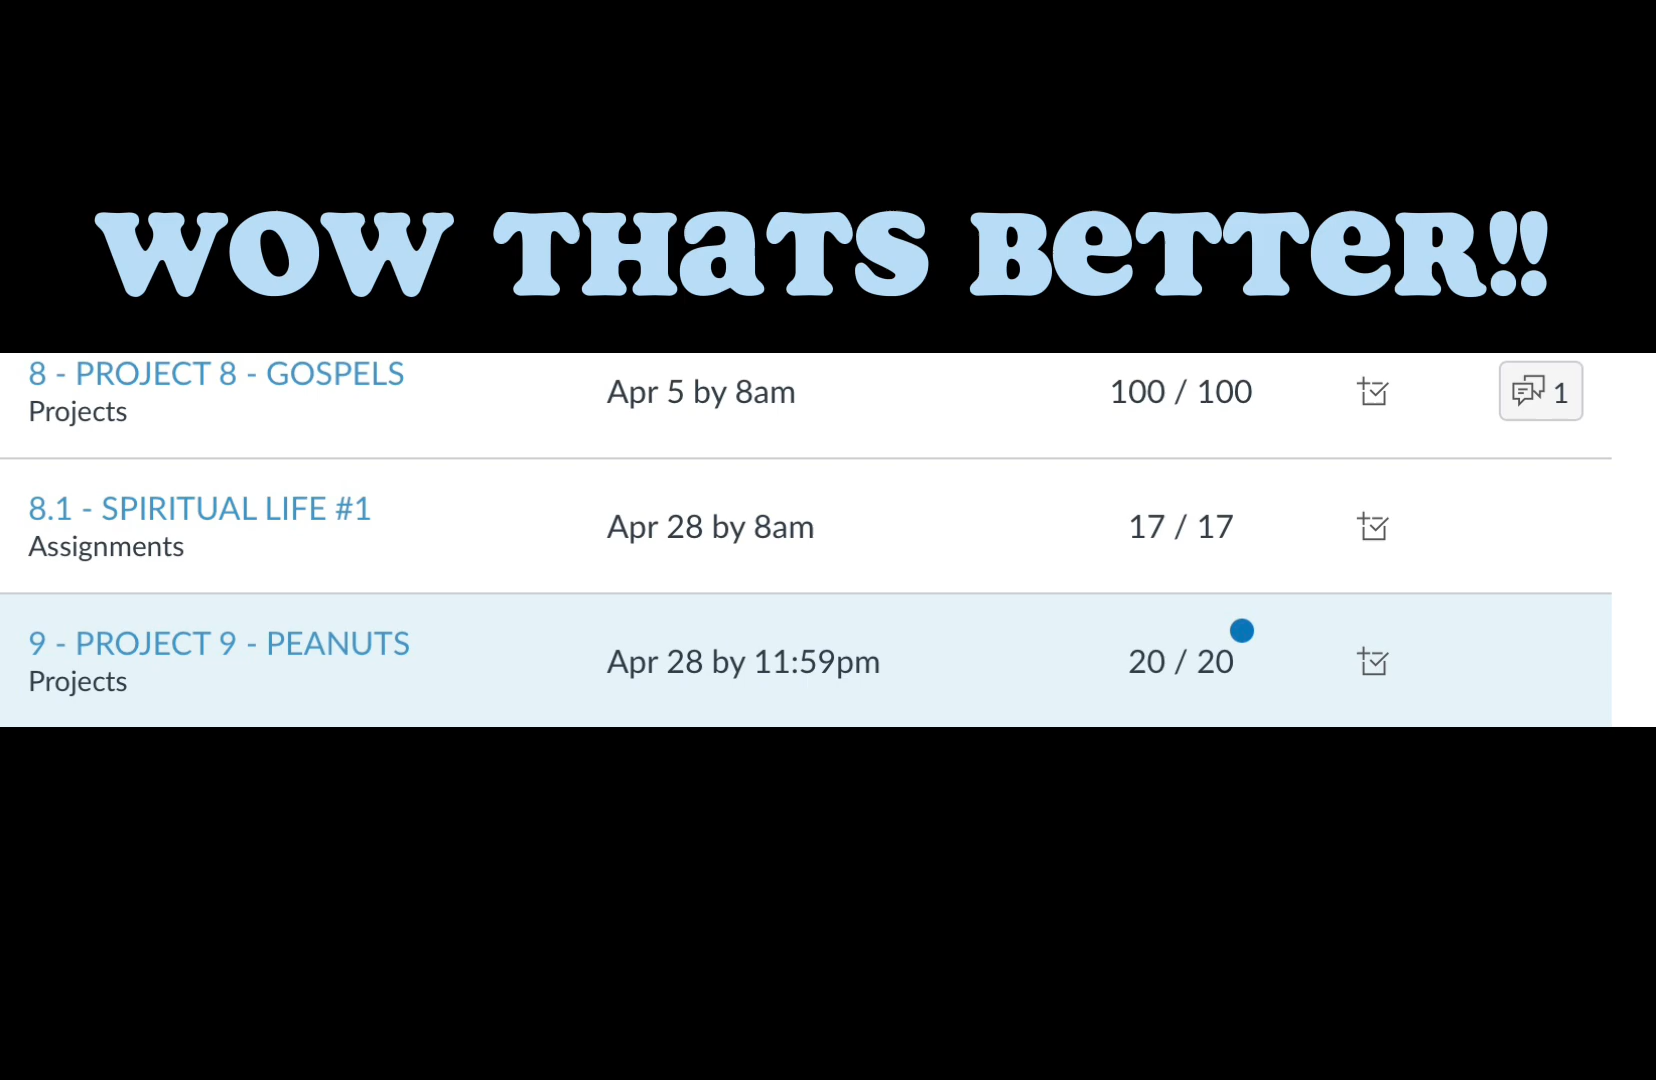 WOW THaTS BeTTeR!!
8 - PROJECT 8 - GOSPELS
Projects
Apr 5 by 8am
100 / 100
1
8.1 - SPIRITUAL LIFE #1
Assignments
Apr 28 by 8am
17 / 17
9 - PROJECT 9 - PEANUTS
Projects
Apr 28 by 11:59pm
20 / 20